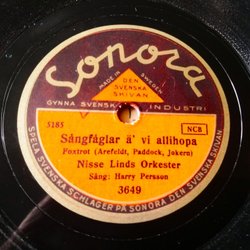 Sonora
MADE IN SWEDEN
DEN SVENSKA SKIVAN
GYNNA SVENSK INDUSTRI
5185
NCB
Sångfåglar ä' vi allihopa
Foxtrot (Arefeldt, Paddock, Jokern)
Nisse Linds Orkester
Sång: Harry Persson
3649
SPELA SVENSKA SCHLAGER PÅ SONORA DEN SVENSKA SKIVAN